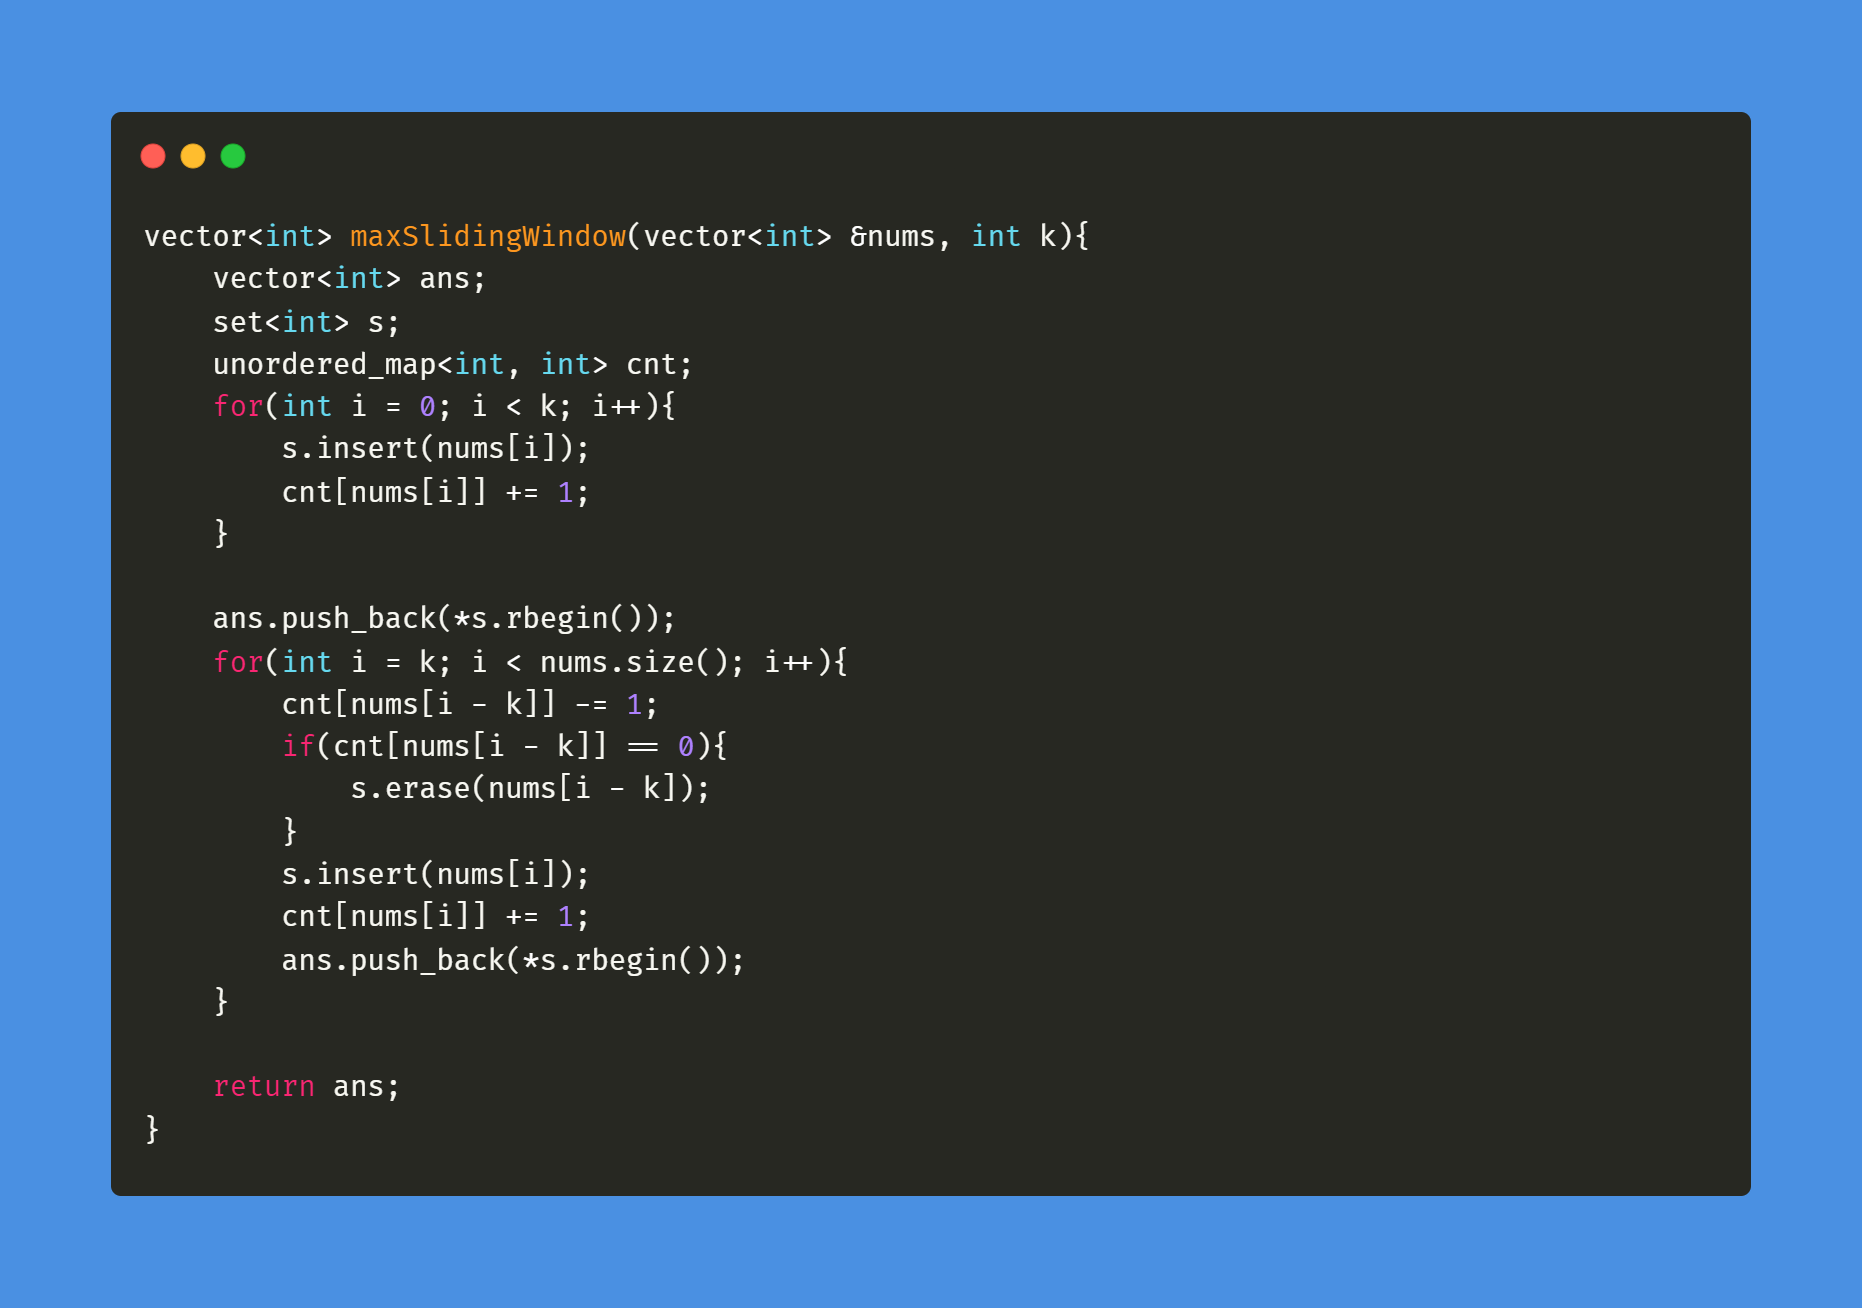 vector<int> maxSlidingWindow(vector<int> &nums, int k){
    vector<int> ans;
    set<int> s;
    unordered_map<int, int> cnt;
    for(int i = 0; i < k; i++){
        s.insert(nums[i]);
        cnt[nums[i]] += 1;
    }

    ans.push_back(*s.rbegin());
    for(int i = k; i < nums.size(); i++){
        cnt[nums[i - k]] -= 1;
        if(cnt[nums[i - k]] == 0){
            s.erase(nums[i - k]);
        }
        s.insert(nums[i]);
        cnt[nums[i]] += 1;
        ans.push_back(*s.rbegin());
    }

    return ans;
}